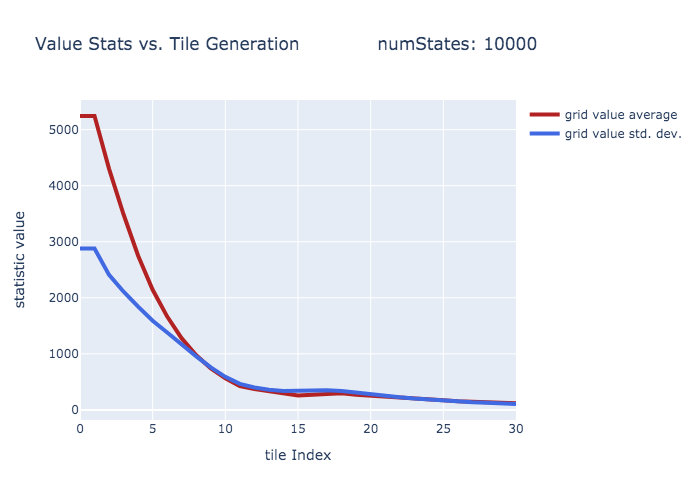 Value Stats vs. Tile Generation numStates: 10000
grid value average
grid value std. dev.
5000
4000
3000
2000
1000
0
statistic value
0 5 10 15 20 25 30
tile Index